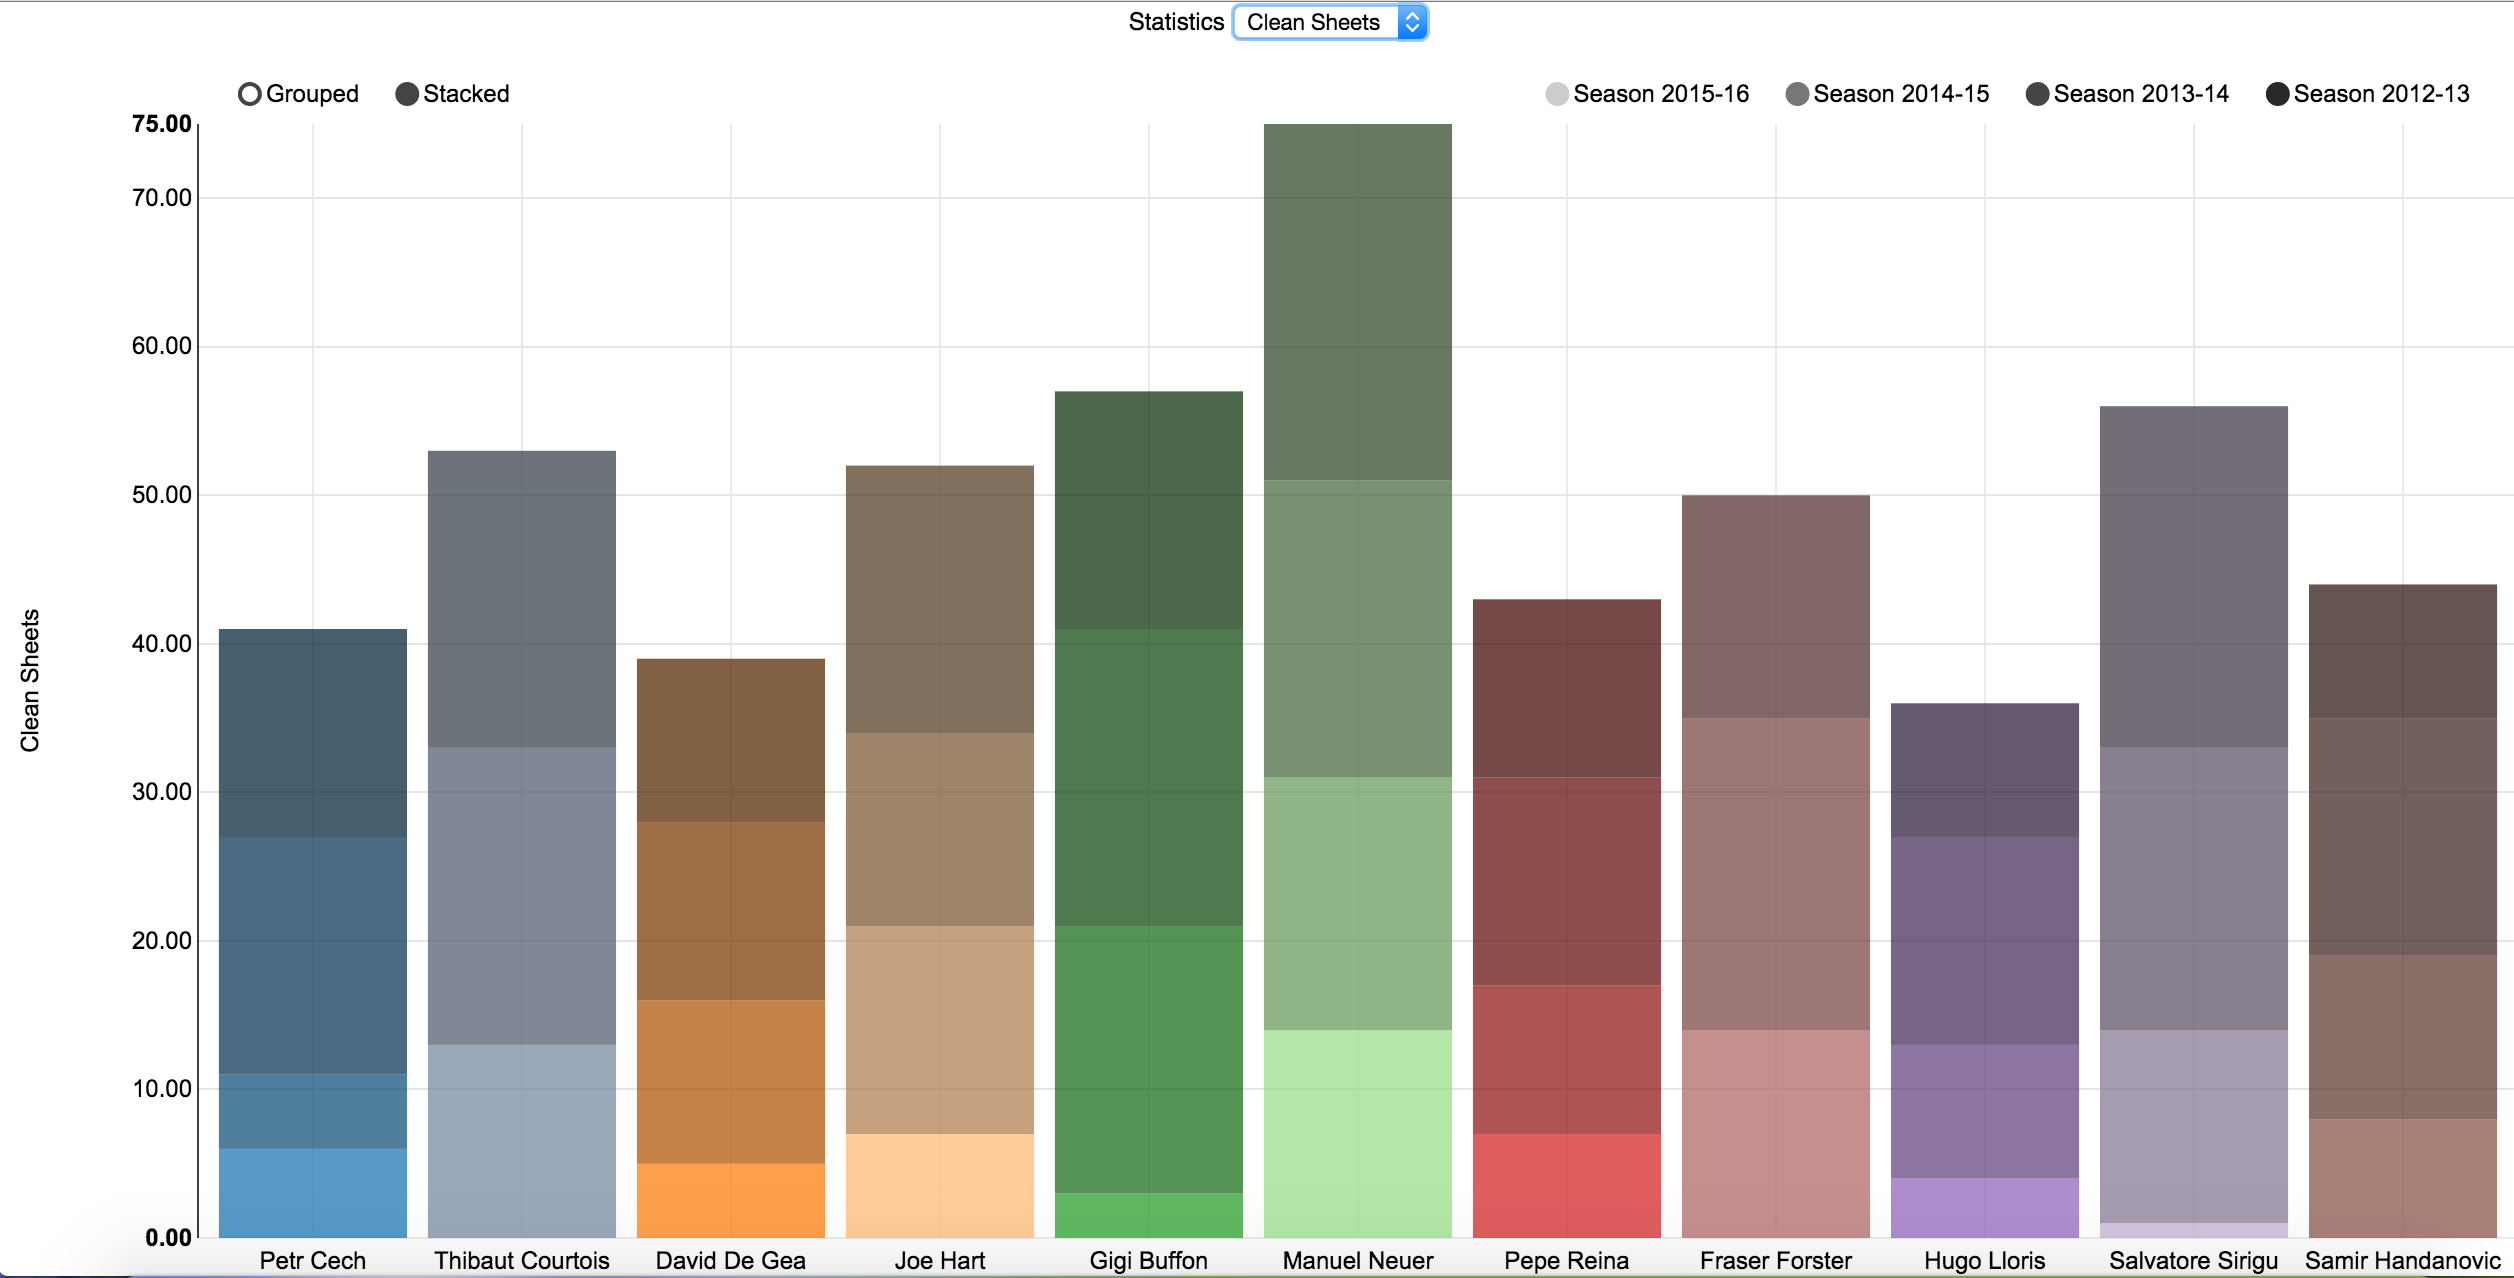 Statistics Clean Sheets
Grouped Stacked Season 2015-16 Season 2014-15 Season 2013-14 Season 2012-13
75.00
70.00
60.00
50.00
40.00
30.00
20.00
10.00
0.00
Clean Sheets
Petr Cech Thibaut Courtois David De Gea Joe Hart Gigi Buffon Manuel Neuer Pepe Reina Fraser Forster Hugo Lloris Salvatore Sirigu Samir Handanovic